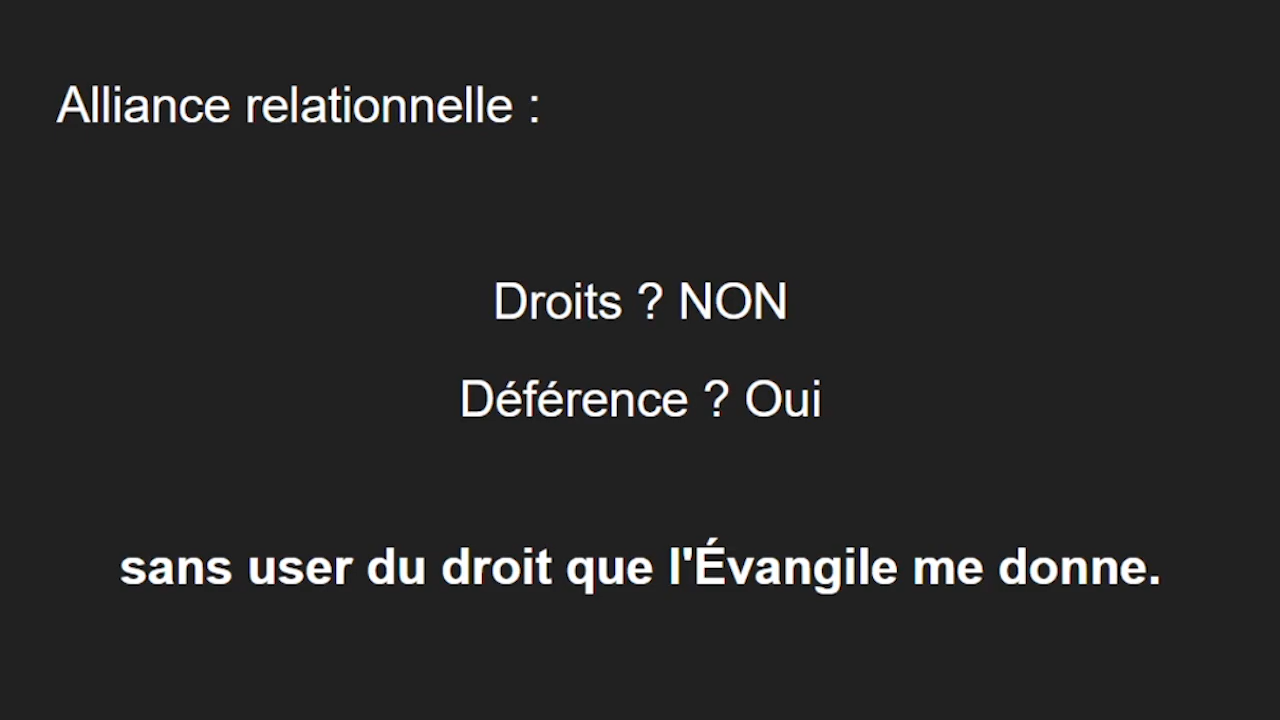 Alliance relationnelle :
Droits ? NON
Déférence ? Oui
sans user du droit que l'Évangile me donne.